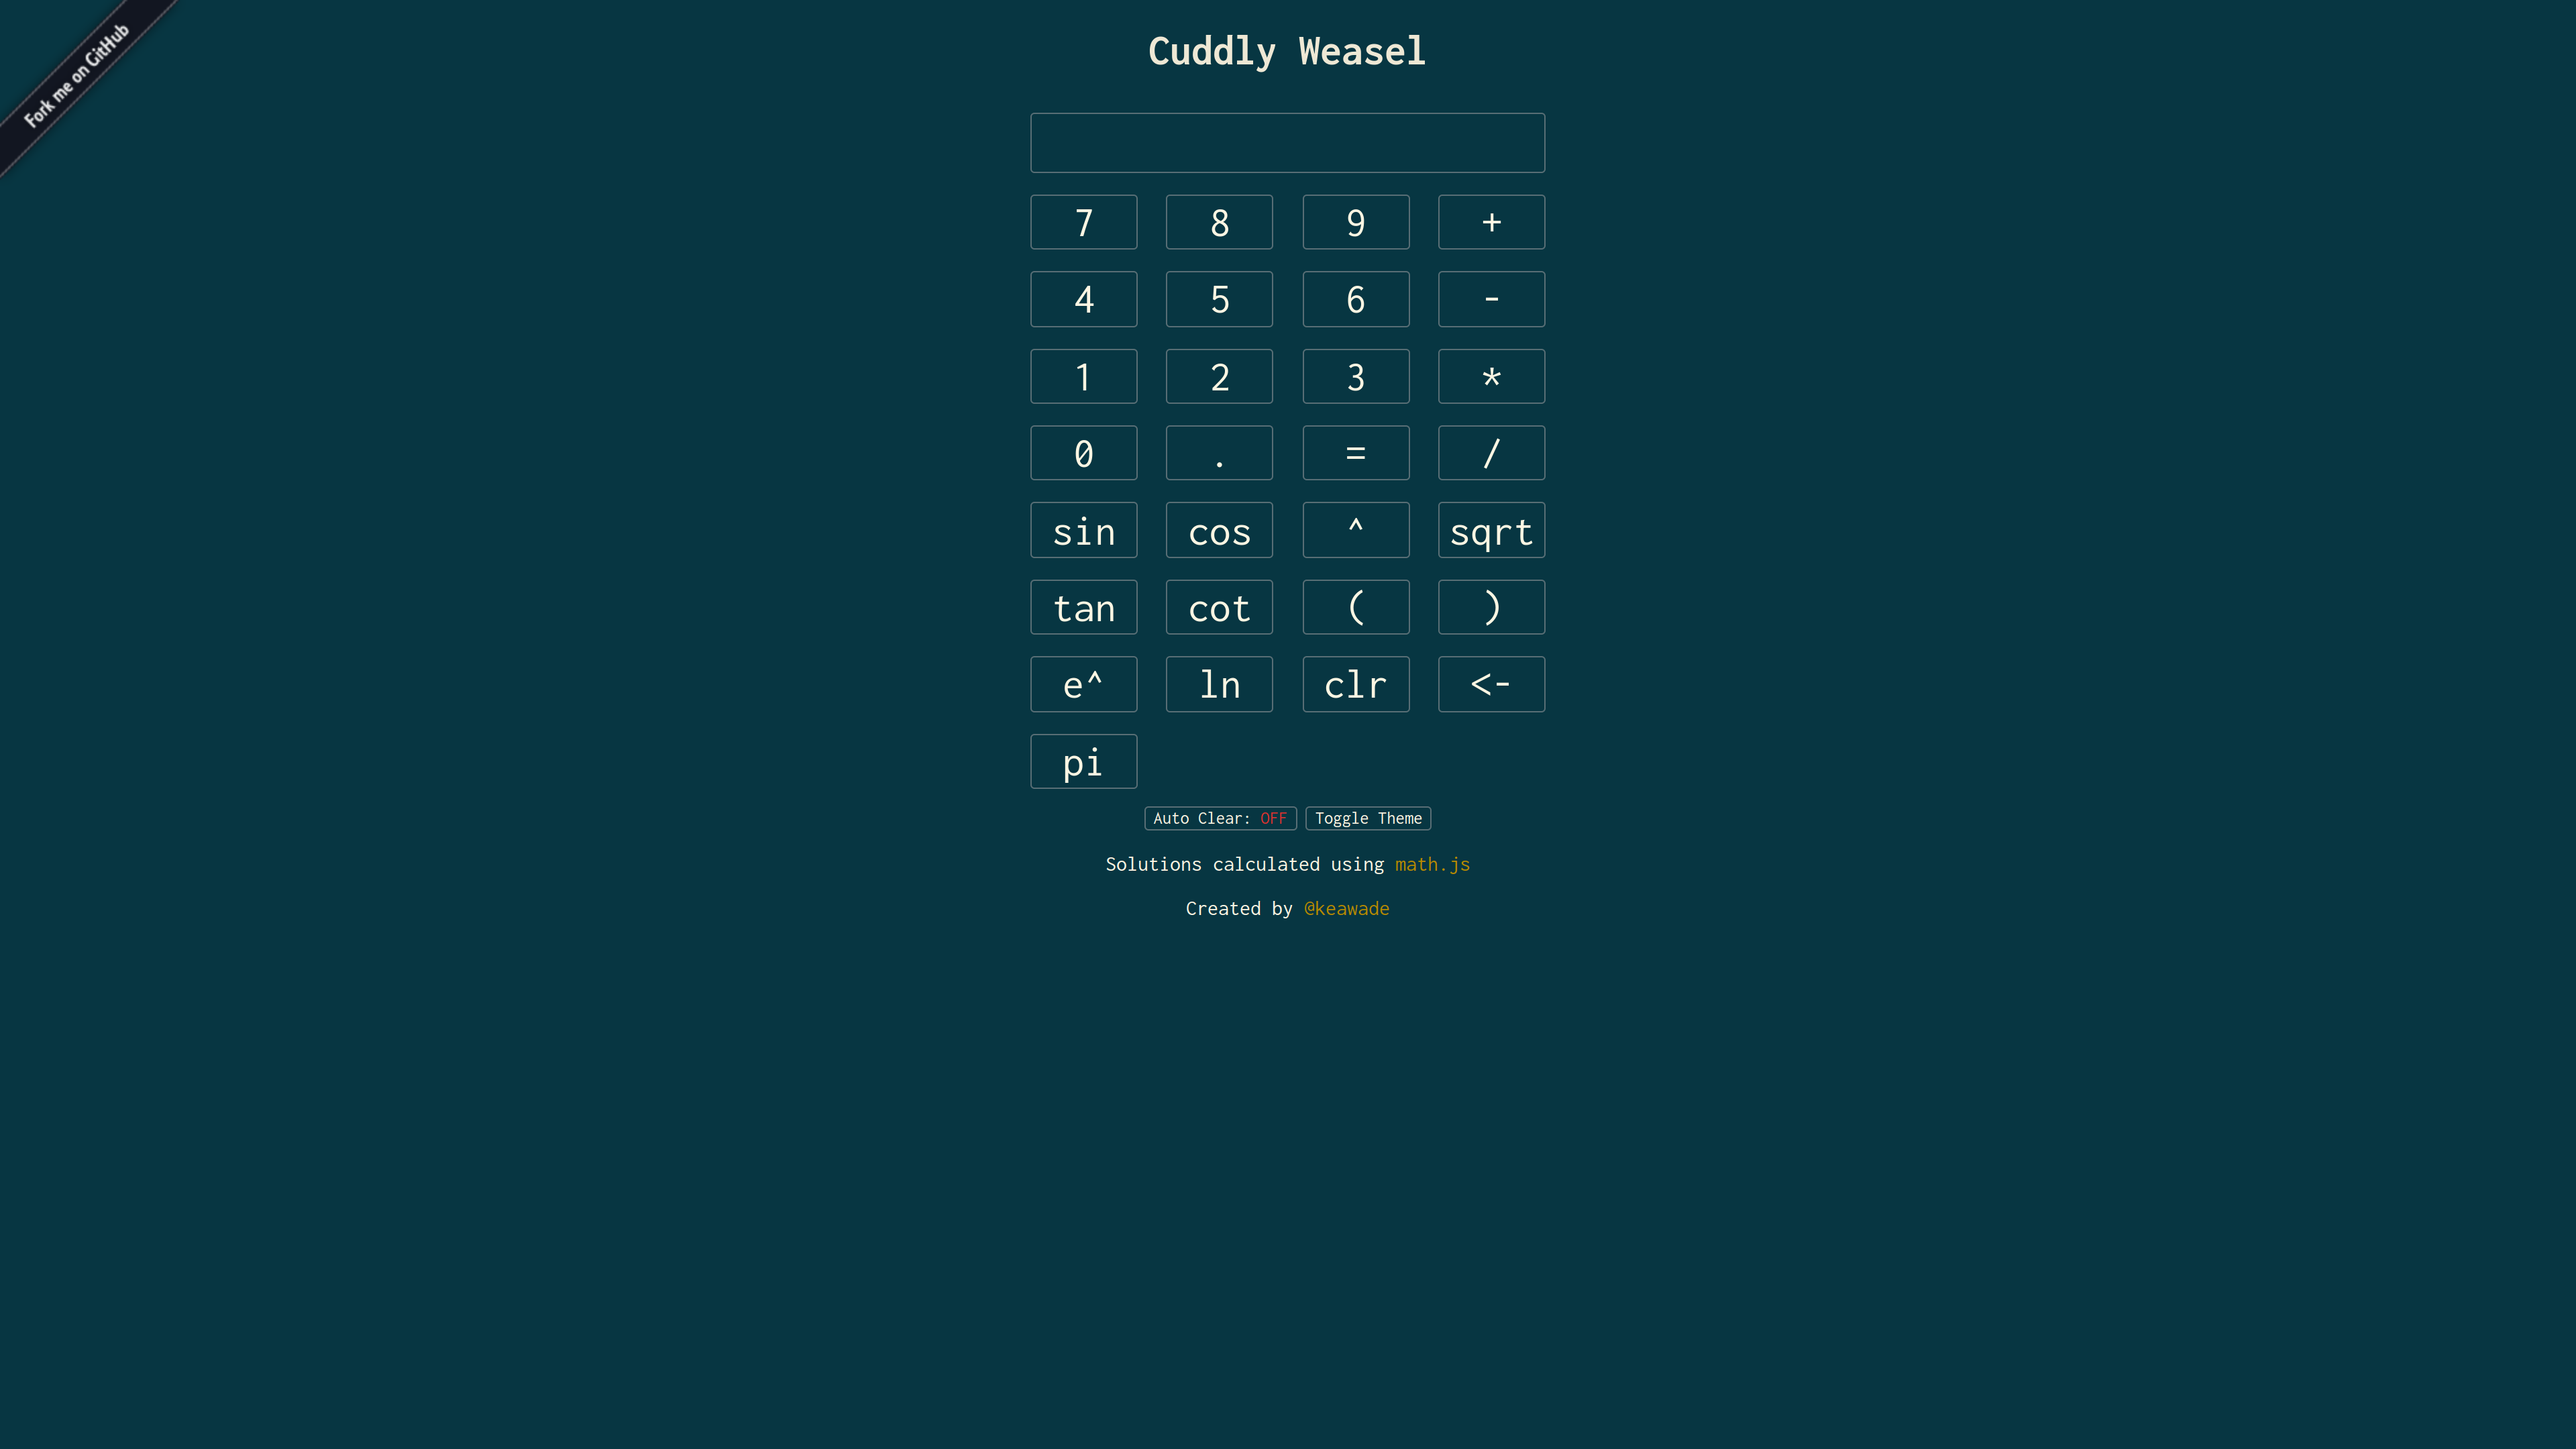 Fork me on GitHub
Cuddly Weasel
7 8 9 +
4 5 6 -
1 2 3 *
0 . = /
sin cos ^ sqrt
tan cot ( )
e^ ln clr <-
pi
Auto Clear: OFF Toggle Theme
Solutions calculated using math.js
Created by @keawade